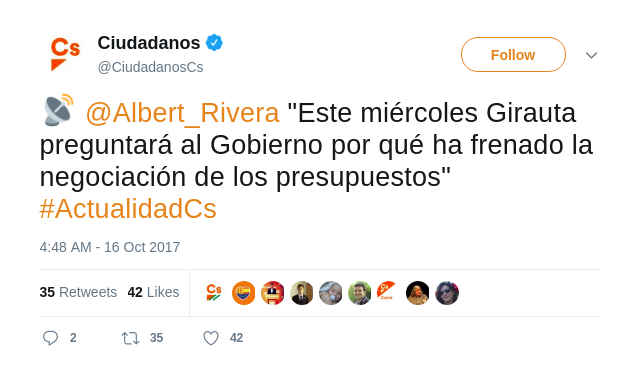 Cs
Ciudadanos
@CiudadanosCs
Follow
@Albert_Rivera "Este miércoles Girauta
preguntará al Gobierno por qué ha frenado la
negociación de los presupuestos"
#ActualidadCs
4:48 AM - 16 Oct 2017
35 Retweets 42 Likes
Cs
Cs
2 35 42